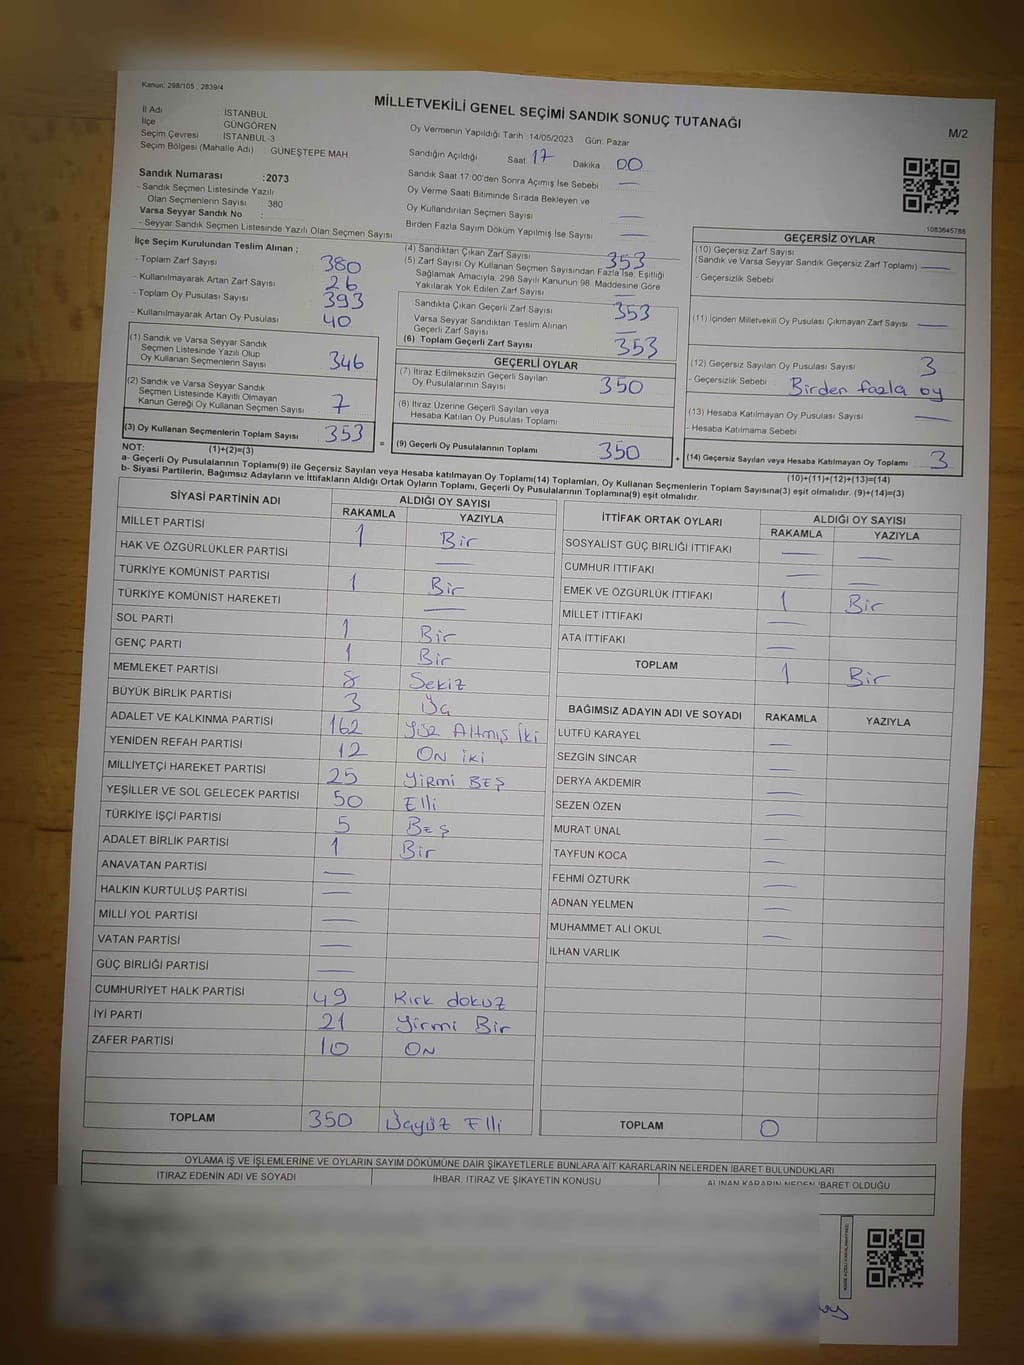 Kanun: 298/105 , 2839/4
MİLLETVEKİLİ GENEL SEÇİMİ SANDIK SONUÇ TUTANAĞI
M/2
İl Adı : İSTANBUL
İlçe : GÜNGÖREN
Seçim Çevresi : İSTANBUL-3
Seçim Bölgesi (Mahalle Adı) : GÜNEŞTEPE MAH.
Oy Vermenin Yapıldığı Tarih : 14/05/2023 Gün: Pazar
Sandığın Açıldığı Saat: 17 Dakika : 00
Sandık Saat 17:00'den Sonra Açımış İse Sebebi : —
Oy Verme Saati Bitiminde Sırada Bekleyen ve
Oy Kullandırılan Seçmen Sayısı —
Birden Fazla Sayım Döküm Yapılmış İse Sayısı : —
Sandık Numarası : 2073
- Sandık Seçmen Listesinde Yazılı
Olan Seçmenlerin Sayısı : 380
Varsa Seyyar Sandık No :
- Seyyar Sandık Seçmen Listesinde Yazılı Olan Seçmen Sayısı
1083645788
İlçe Seçim Kurulundan Teslim Alınan ;
- Toplam Zarf Sayısı 380
- Kullanılmayarak Artan Zarf Sayısı 26
- Toplam Oy Pusulası Sayısı 393
- Kullanılmayarak Artan Oy Pusulası 40
(1) Sandık ve Varsa Seyyar Sandık
Seçmen Listesinde Yazılı Olup
Oy Kullanan Seçmenlerin Sayısı 346
(2) Sandık ve Varsa Seyyar Sandık
Seçmen Listesinde Kayıtlı Olmayan
Kanun Gereği Oy Kullanan Seçmen Sayısı 7
(3) Oy Kullanan Seçmenlerin Toplam Sayısı 353
(4) Sandıktan Çıkan Zarf Sayısı 353
(5) Zarf Sayısı Oy Kullanan Seçmen Sayısından Fazla İse, Eşitliği
Sağlamak Amacıyla, 298 Sayılı Kanunun 98. Maddesine Göre
Yakılarak Yok Edilen Zarf Sayısı —
Sandıkta Çıkan Geçerli Zarf Sayısı 353
Varsa Seyyar Sandıktan Teslim Alınan
Geçerli Zarf Sayısı —
(6) Toplam Geçerli Zarf Sayısı 353
GEÇERLİ OYLAR
(7) İtiraz Edilmeksizin Geçerli Sayılan
Oy Pusulalarının Sayısı 350
(8) İtiraz Üzerine Geçerli Sayılan veya
Hesaba Katılan Oy Pusulası Toplamı
= (9) Geçerli Oy Pusulalarının Toplamı 350 +
GEÇERSİZ OYLAR
(10) Geçersiz Zarf Sayısı
(Sandık ve Varsa Seyyar Sandık Geçersiz Zarf Toplamı) —
- Geçersizlik Sebebi :
(11) İçinden Milletvekili Oy Pusulası Çıkmayan Zarf Sayısı —
(12) Geçersiz Sayılan Oy Pusulası Sayısı 3
- Geçersizlik Sebebi : Birden fazla oy
(13) Hesaba Katılmayan Oy Pusulası Sayısı —
- Hesaba Katılmama Sebebi :
(14) Geçersiz Sayılan veya Hesaba Katılmayan Oy Toplamı 3
NOT: (1)+(2)=(3)
(10)+(11)+(12)+(13)=(14)
a- Geçerli Oy Pusulalarının Toplamı(9) ile Geçersiz Sayılan veya Hesaba katılmayan Oy Toplamı(14) Toplamları, Oy Kullanan Seçmenlerin Toplam Sayısına(3) eşit olmalıdır. (9)+(14)=(3)
b- Siyasi Partilerin, Bağımsız Adayların ve İttifakların Aldığı Ortak Oyların Toplamı, Geçerli Oy Pusulalarının Toplamına(9) eşit olmalıdır.
SİYASİ PARTİNİN ADI ALDIĞI OY SAYISI
RAKAMLA YAZIYLA
MİLLET PARTİSİ 1 Bir
HAK VE ÖZGÜRLÜKLER PARTİSİ —
TÜRKİYE KOMÜNİST PARTİSİ 1 Bir
TÜRKİYE KOMÜNİST HAREKETİ —
SOL PARTİ 1 Bir
GENÇ PARTİ 1 Bir
MEMLEKET PARTİSİ 8 Sekiz
BÜYÜK BİRLİK PARTİSİ 3 Üç
ADALET VE KALKINMA PARTİSİ 162 Yüz Altmış İki
YENİDEN REFAH PARTİSİ 12 ON iki
MİLLİYETÇİ HAREKET PARTİSİ 25 Yirmi BEŞ
YEŞİLLER VE SOL GELECEK PARTİSİ 50 Elli
TÜRKİYE İŞÇİ PARTİSİ 5 BEŞ
ADALET BİRLİK PARTİSİ 1 Bir
ANAVATAN PARTİSİ —
HALKIN KURTULUŞ PARTİSİ —
MİLLİ YOL PARTİSİ —
VATAN PARTİSİ —
GÜÇ BİRLİĞİ PARTİSİ —
CUMHURİYET HALK PARTİSİ 49 Kırk dokuz
İYİ PARTİ 21 Yirmi Bir
ZAFER PARTİSİ 10 ON
TOPLAM 350 Üçyüz Elli
İTTİFAK ORTAK OYLARI ALDIĞI OY SAYISI
RAKAMLA YAZIYLA
SOSYALİST GÜÇ BİRLİĞİ İTTİFAKI — —
CUMHUR İTTİFAKI — —
EMEK VE ÖZGÜRLÜK İTTİFAKI 1 Bir
MİLLET İTTİFAKI —
ATA İTTİFAKI —
TOPLAM 1 Bir
BAĞIMSIZ ADAYIN ADI VE SOYADI RAKAMLA YAZIYLA
LÜTFÜ KARAYEL —
SEZGİN SİNCAR —
DERYA AKDEMİR —
SEZEN ÖZEN —
MURAT ÜNAL —
TAYFUN KOCA —
FEHMİ ÖZTÜRK —
ADNAN YELMEN —
MUHAMMET ALİ OKUL —
İLHAN VARLIK
TOPLAM 0
OYLAMA İŞ VE İŞLEMLERİNE VE OYLARIN SAYIM DÖKÜMÜNE DAİR ŞİKAYETLERLE BUNLARA AİT KARARLARIN NELERDEN İBARET BULUNDUKLARI
İTİRAZ EDENİN ADI VE SOYADI İHBAR, İTİRAZ VE ŞİKAYETİN KONUSU ALINAN KARARIN NEDEN İBARET OLDUĞU